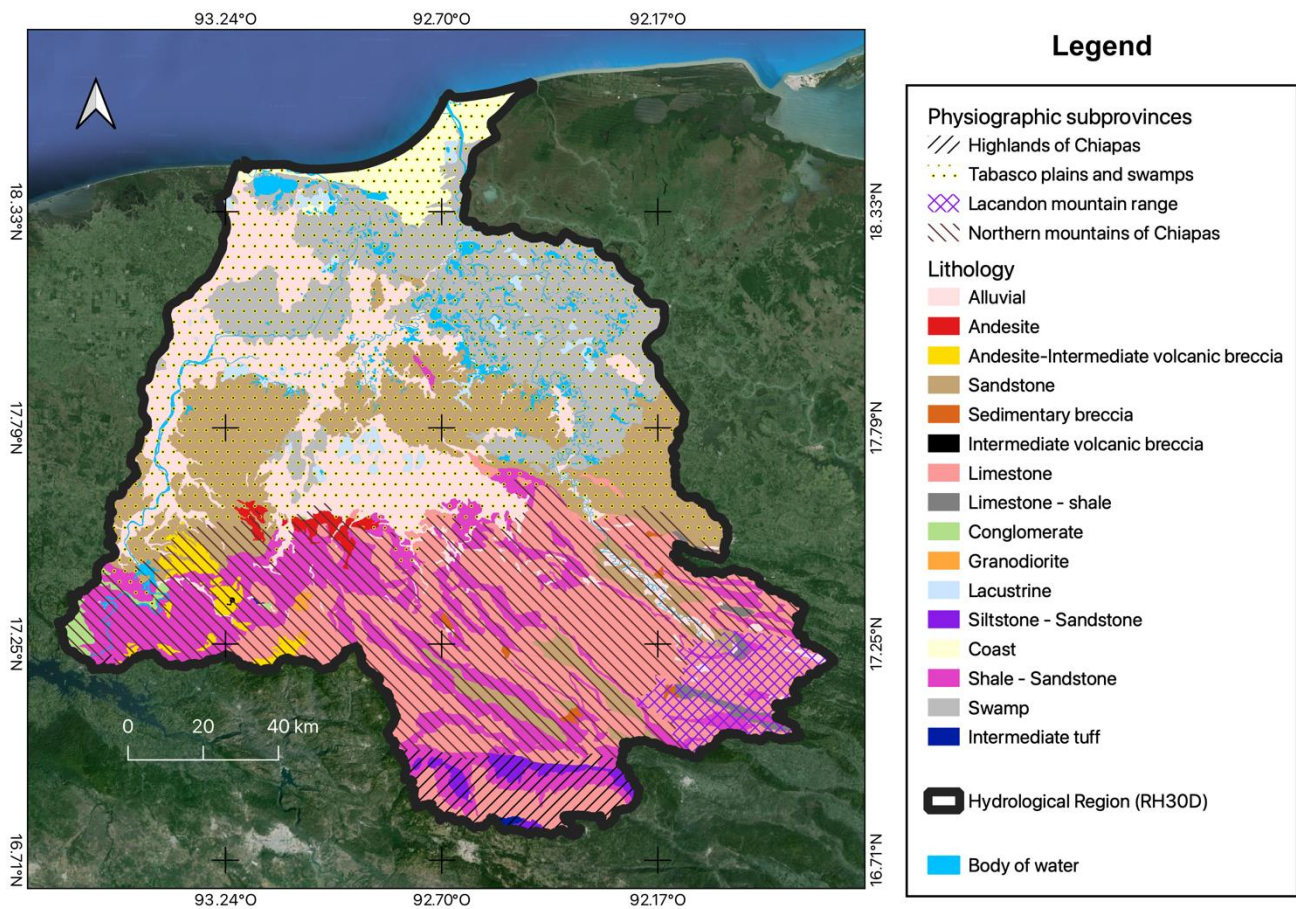 93.24°O 92.70°O 92.17°O
18.33°N 18.33°N
17.79°N 17.79°N
17.25°N 17.25°N
0 20 40 km
16.71°N 16.71°N
93.24°O 92.70°O 92.17°O
Legend
Physiographic subprovinces
Highlands of Chiapas
Tabasco plains and swamps
Lacandon mountain range
Northern mountains of Chiapas
Lithology
Alluvial
Andesite
Andesite-Intermediate volcanic breccia
Sandstone
Sedimentary breccia
Intermediate volcanic breccia
Limestone
Limestone - shale
Conglomerate
Granodiorite
Lacustrine
Siltstone - Sandstone
Coast
Shale - Sandstone
Swamp
Intermediate tuff
Hydrological Region (RH30D)
Body of water